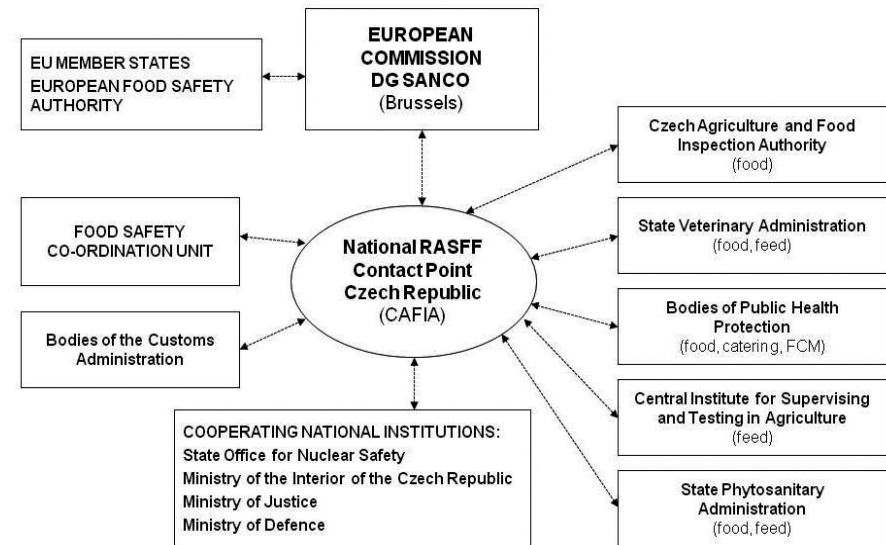 EU MEMBER STATES
EUROPEAN FOOD SAFETY
AUTHORITY
EUROPEAN
COMMISSION
DG SANCO
(Brussels)
FOOD SAFETY
CO-ORDINATION UNIT
Bodies of the Customs
Administration
National RASFF
Contact Point
Czech Republic
(CAFIA)
COOPERATING NATIONAL INSTITUTIONS:
State Office for Nuclear Safety
Ministry of the Interior of the Czech Republic
Ministry of Justice
Ministry of Defence
Czech Agriculture and Food
Inspection Authority
(food)
State Veterinary Administration
(food, feed)
Bodies of Public Health
Protection
(food, catering, FCM)
Central Institute for Supervising
and Testing in Agriculture
(feed)
State Phytosanitary
Administration
(food, feed)